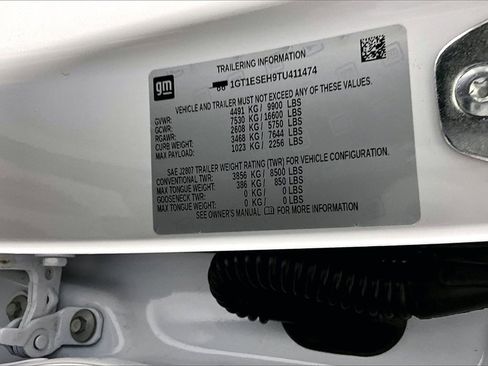 gm
TRAILERING INFORMATION
1GT1ESEH9TU411474
ANY EXCEEDANCES OF THESE VALUES.
VEHICLE AND TRAILER MUST NOT EXCEED ANY OF THESE
GVWR: 4491 KG/ 9900 LBS
GCWR: 7530 KG/16600 LBS
RGAWR: 2608 KG/ 5750 LBS
CURB WEIGHT: 3468 KG/ 7644 LBS
MAX PAYLOAD: 1023 KG/ 2256 LBS
SAE J2807 TRAILER WEIGHT RATING (TWR) FOR VEHICLE CONFIGURATION.
CONVENTIONAL TWR: 3856 KG/ 8500 LBS
MAX TONGUE WEIGHT: 386 KG/ 850 LBS
GOOSENECK TWR: 0 KG/ 0 LBS
MAX TONGUE WEIGHT: 0 KG/ 0 LBS
SEE OWNER'S MANUAL FOR MORE INFORMATION